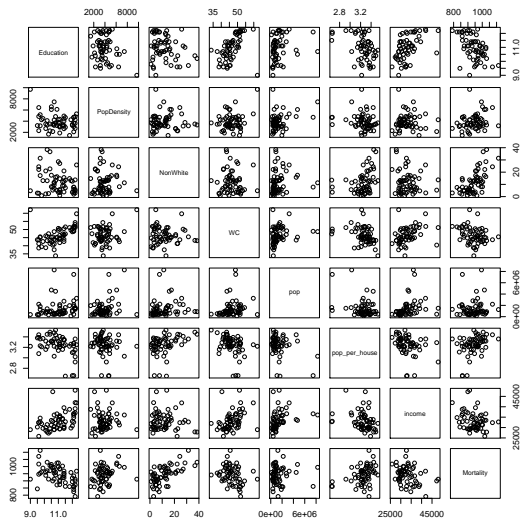 2000 8000
35 50
2.8 3.2
800 1000
Education
9.0 11.0
2000 8000
PopDensity
NonWhite
0 20 40
35 50
WC
pop
0e+00 6e+06
2.8 3.2
pop_per_house
income
25000 45000
800 1000
Mortality
9.0 11.0
0 10 20 30 40
0e+00 6e+06
25000 45000